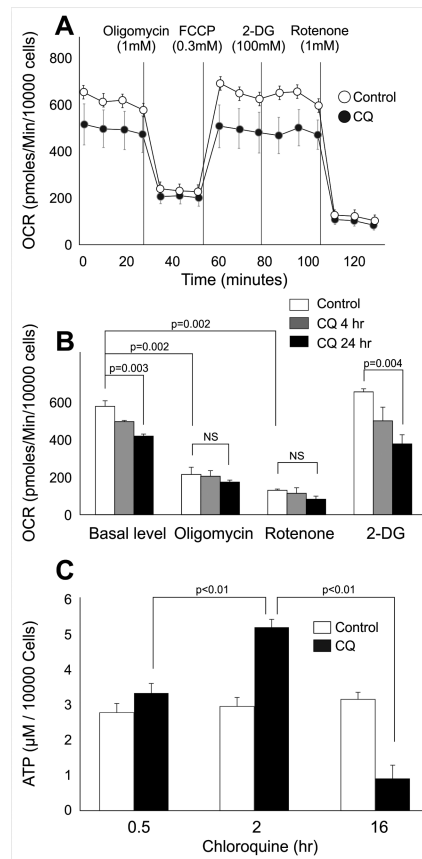 A
Oligomycin FCCP 2-DG Rotenone
(1mM) (0.3mM) (100mM) (1mM)
OCR (pmoles/Min/10000 cells)
800
600
400
200
0
Control
CQ
0 20 40 60 80 100 120
Time (minutes)
Control
CQ 4 hr
CQ 24 hr
B
p=0.002
p=0.002
p=0.003
p=0.004
NS
NS
OCR (pmoles/Min/10000 cells)
800
600
400
200
0
Basal level Oligomycin Rotenone 2-DG
C
p<0.01 p<0.01
Control
CQ
ATP (µM / 10000 Cells)
6
5
4
3
2
1
0
0.5 2 16
Chloroquine (hr)